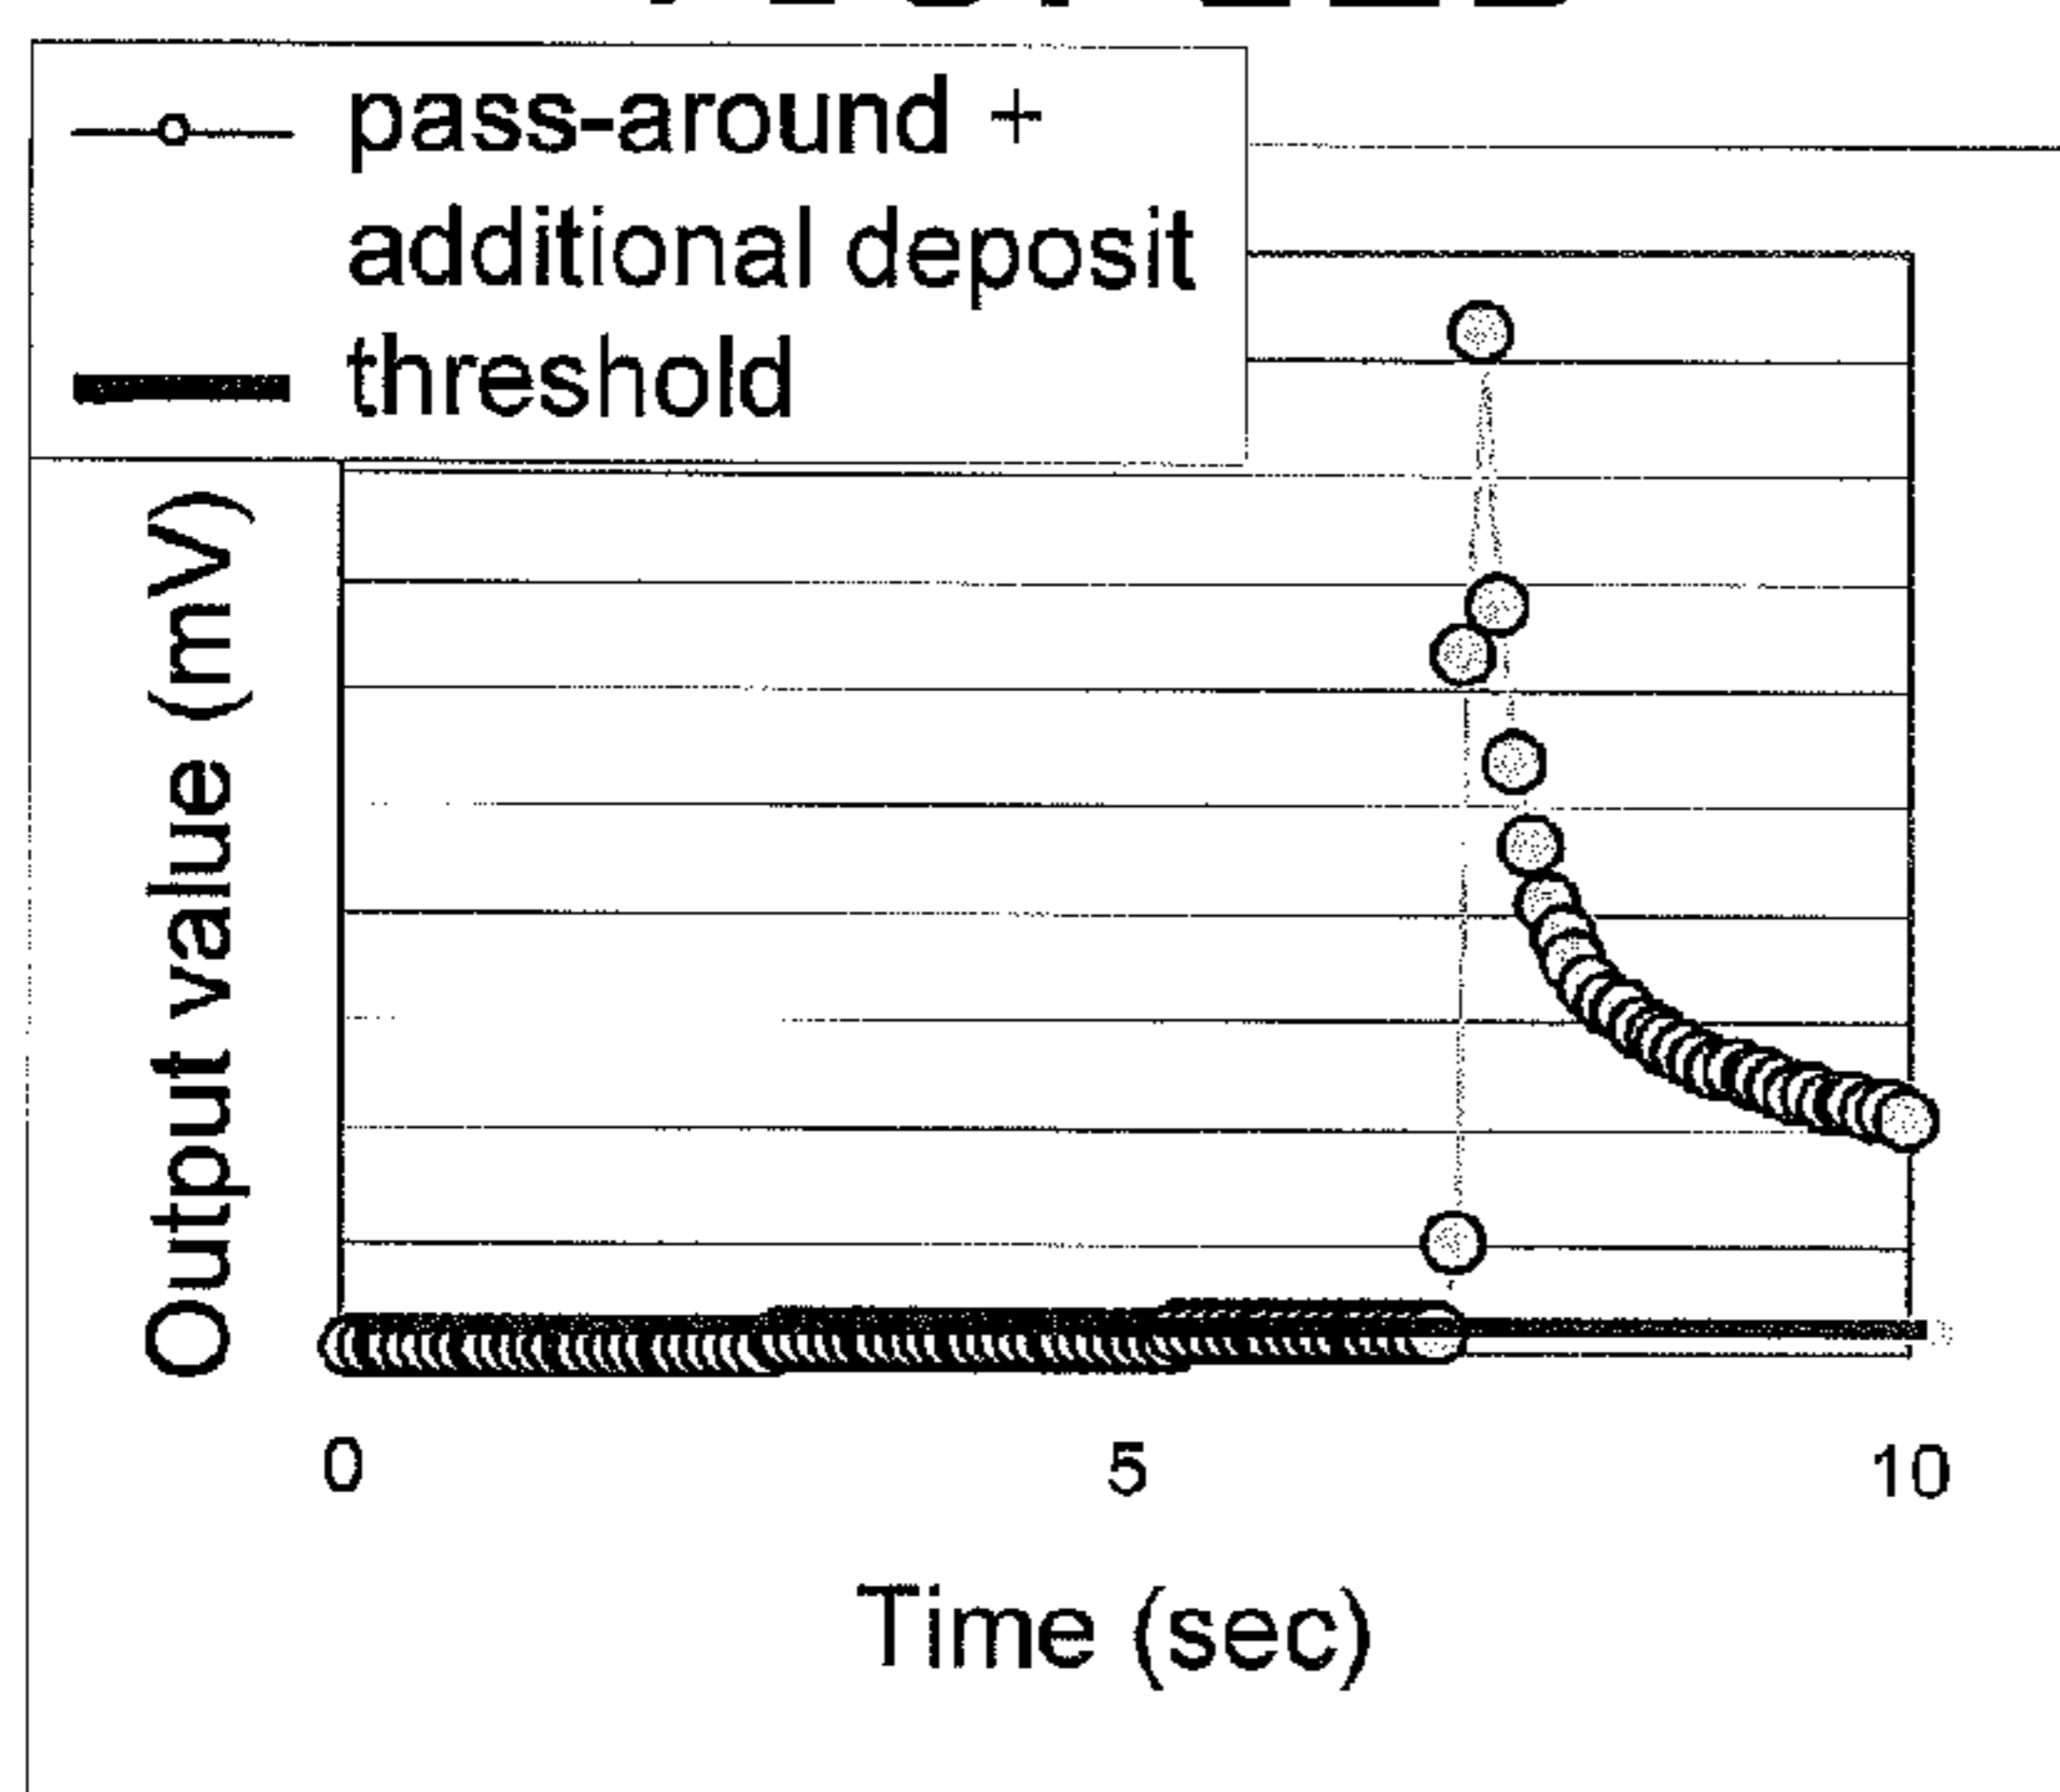 pass-around +
additional deposit
threshold
Output value (mV)
0 5 10
Time (sec)